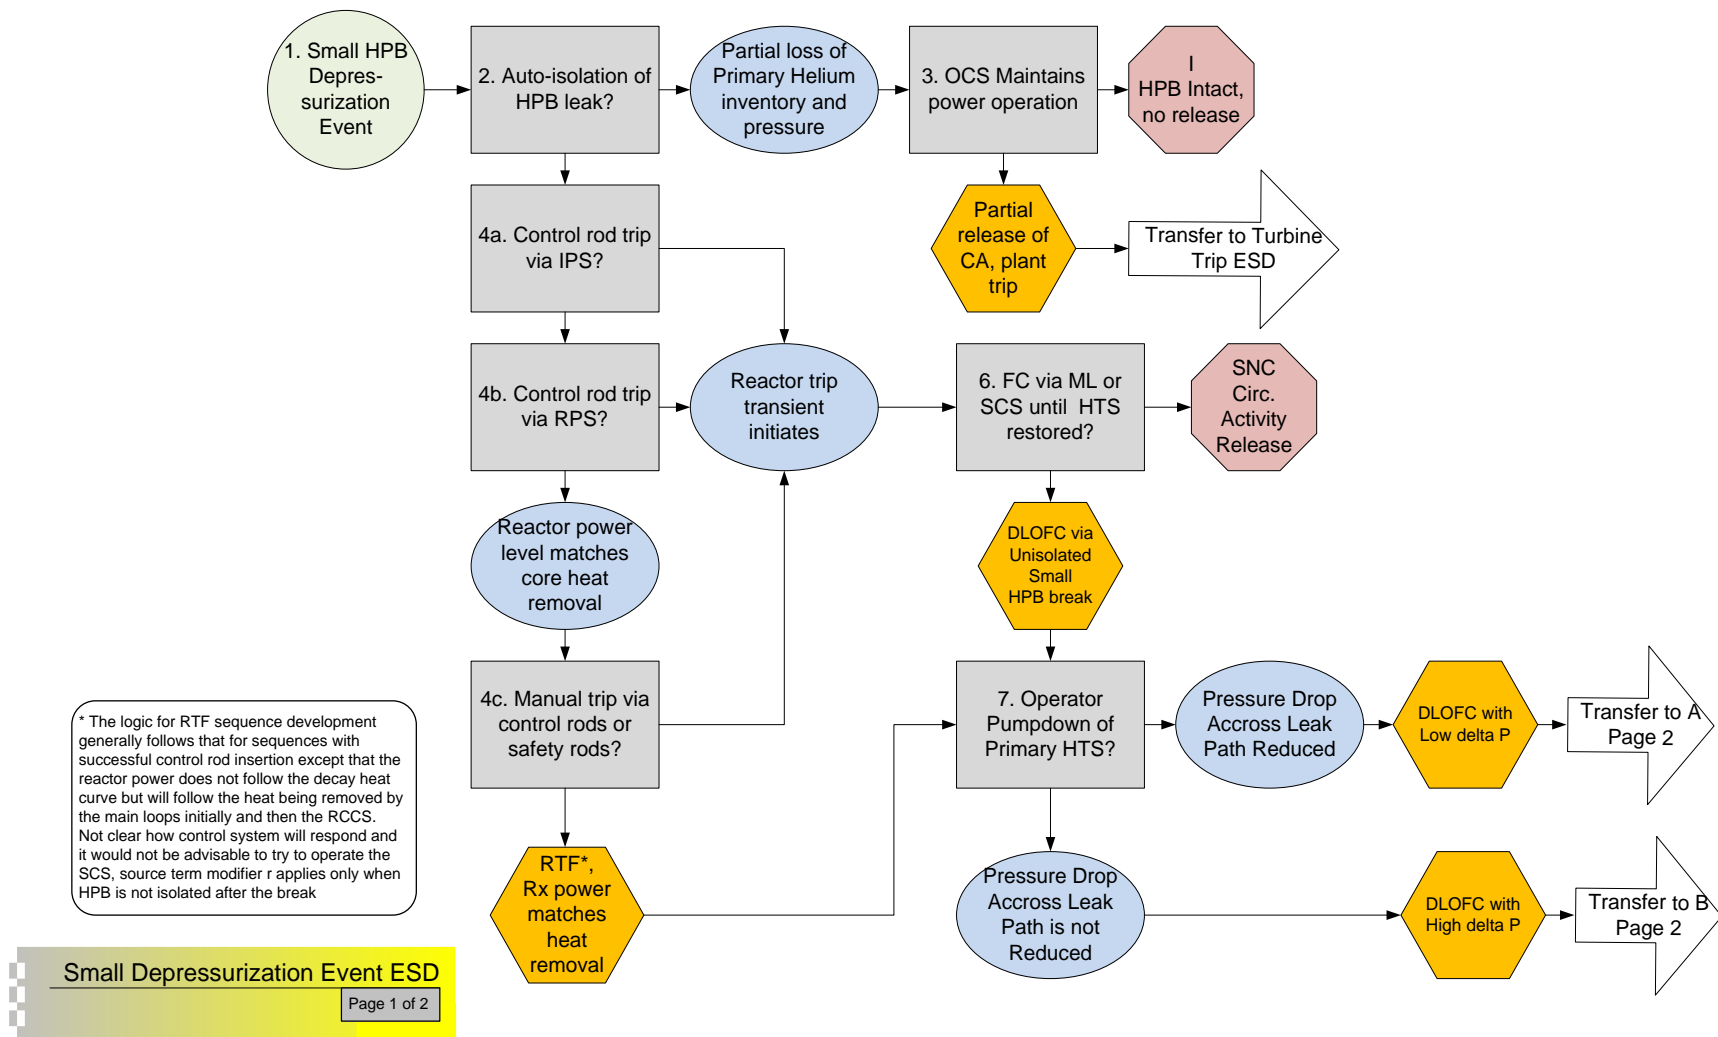 1. Small HPB
Depres-
surization
Event
2. Auto-isolation of
HPB leak?
Partial loss of
Primary Helium
inventory and
pressure
3. OCS Maintains
power operation
I
HPB Intact,
no release
4a. Control rod trip
via IPS?
Partial
release of
CA, plant
trip
Transfer to Turbine
Trip ESD
4b. Control rod trip
via RPS?
Reactor trip
transient
initiates
6. FC via ML or
SCS until HTS
restored?
SNC
Circ.
Activity
Release
Reactor power
level matches
core heat
removal
DLOFC via
Unisolated
Small
HPB break
4c. Manual trip via
control rods or
safety rods?
7. Operator
Pumpdown of
Primary HTS?
Pressure Drop
Accross Leak
Path Reduced
DLOFC with
Low delta P
Transfer to A
Page 2
* The logic for RTF sequence development
generally follows that for sequences with
successful control rod insertion except that the
reactor power does not follow the decay heat
curve but will follow the heat being removed by
the main loops initially and then the RCCS.
Not clear how control system will respond and
it would not be advisable to try to operate the
SCS, source term modifier r applies only when
HPB is not isolated after the break
RTF*,
Rx power
matches
heat
removal
Pressure Drop
Accross Leak
Path is not
Reduced
DLOFC with
High delta P
Transfer to B
Page 2
Small Depressurization Event ESD
Page 1 of 2